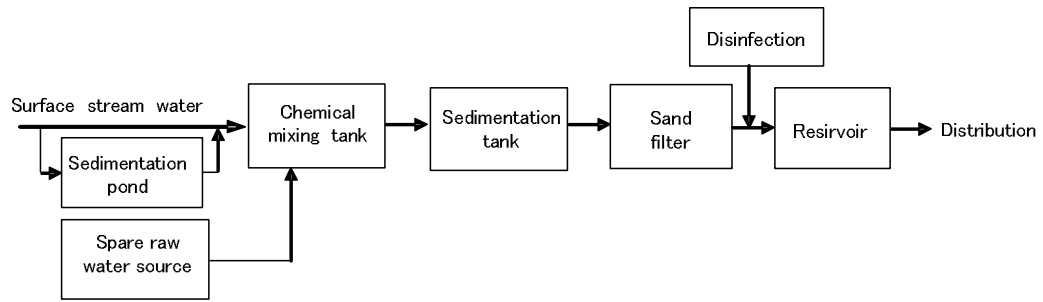 Disinfection
Surface stream water
Chemical
mixing tank
Sedimentation
tank
Sand
filter
Resirvoir
Distribution
Sedimentation
pond
Spare raw
water source